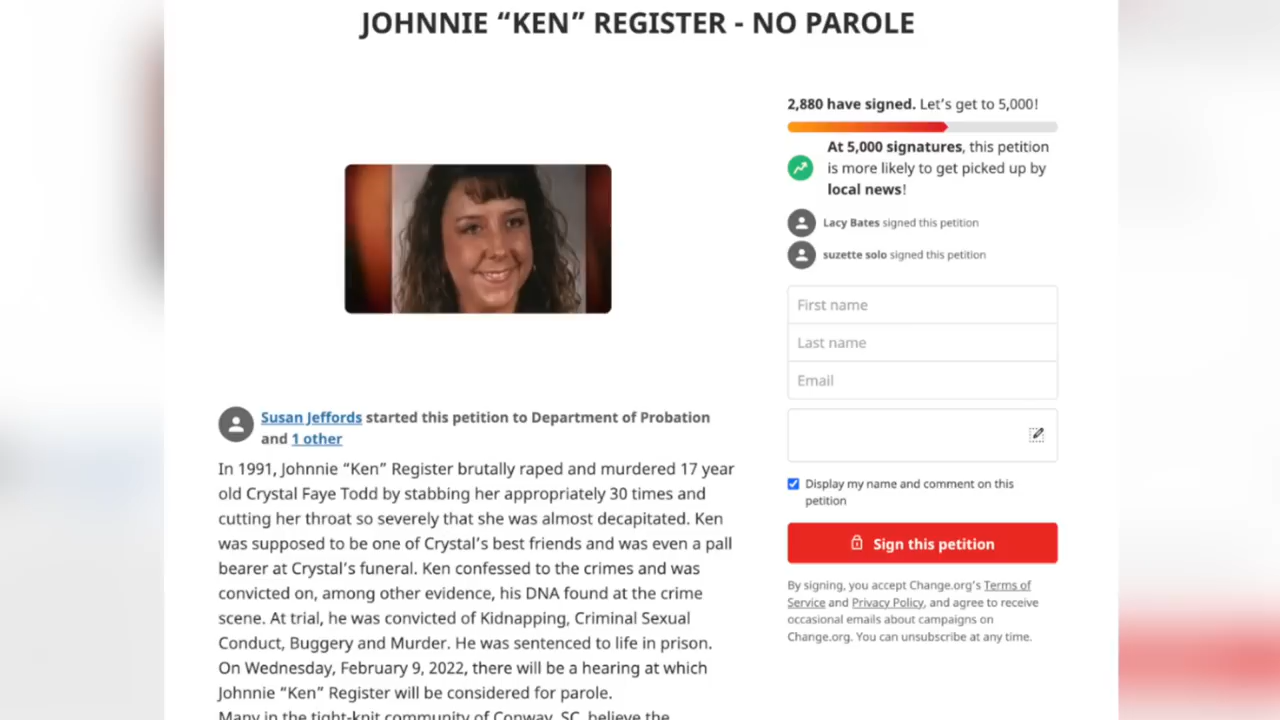 JOHNNIE “KEN” REGISTER - NO PAROLE
2,880 have signed. Let’s get to 5,000!
At 5,000 signatures, this petition
is more likely to get picked up by
local news!
Lacy Bates signed this petition
suzette solo signed this petition
First name
Last name
Email
Display my name and comment on this
petition
Sign this petition
By signing, you accept Change.org’s Terms of
Service and Privacy Policy, and agree to receive
occasional emails about campaigns on
Change.org. You can unsubscribe at any time.
Susan Jeffords started this petition to Department of Probation
and 1 other
In 1991, Johnnie “Ken” Register brutally raped and murdered 17 year
old Crystal Faye Todd by stabbing her appropriately 30 times and
cutting her throat so severely that she was almost decapitated. Ken
was supposed to be one of Crystal’s best friends and was even a pall
bearer at Crystal’s funeral. Ken confessed to the crimes and was
convicted on, among other evidence, his DNA found at the crime
scene. At trial, he was convicted of Kidnapping, Criminal Sexual
Conduct, Buggery and Murder. He was sentenced to life in prison.
On Wednesday, February 9, 2022, there will be a hearing at which
Johnnie “Ken” Register will be considered for parole.
Many in the tight-knit community of Conway, SC, believe the